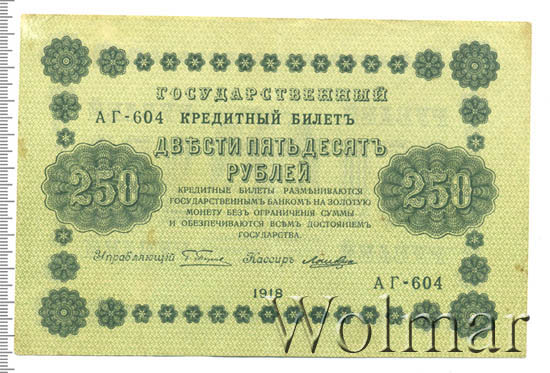 ГОСУДАРСТВЕННЫЙ
АГ-604 КРЕДИТНЫЙ БИЛЕТЪ
ДВѢСТИ ПЯТЬДЕСЯТЪ
РУБЛЕЙ
250
250
КРЕДИТНЫЕ БИЛЕТЫ РАЗМѢНИВАЮТСЯ
ГОСУДАРСТВЕННЫМЪ БАНКОМЪ НА ЗОЛОТУЮ
МОНЕТУ БЕЗЪ ОГРАНИЧЕНІЯ СУММЫ
И ОБЕЗПЕЧИВАЮТСЯ ВСѢМЪ ДОСТОЯНІЕМЪ
ГОСУДАРСТВА.
Управляющій Кассиръ
АГ-604
1918
Wolmar